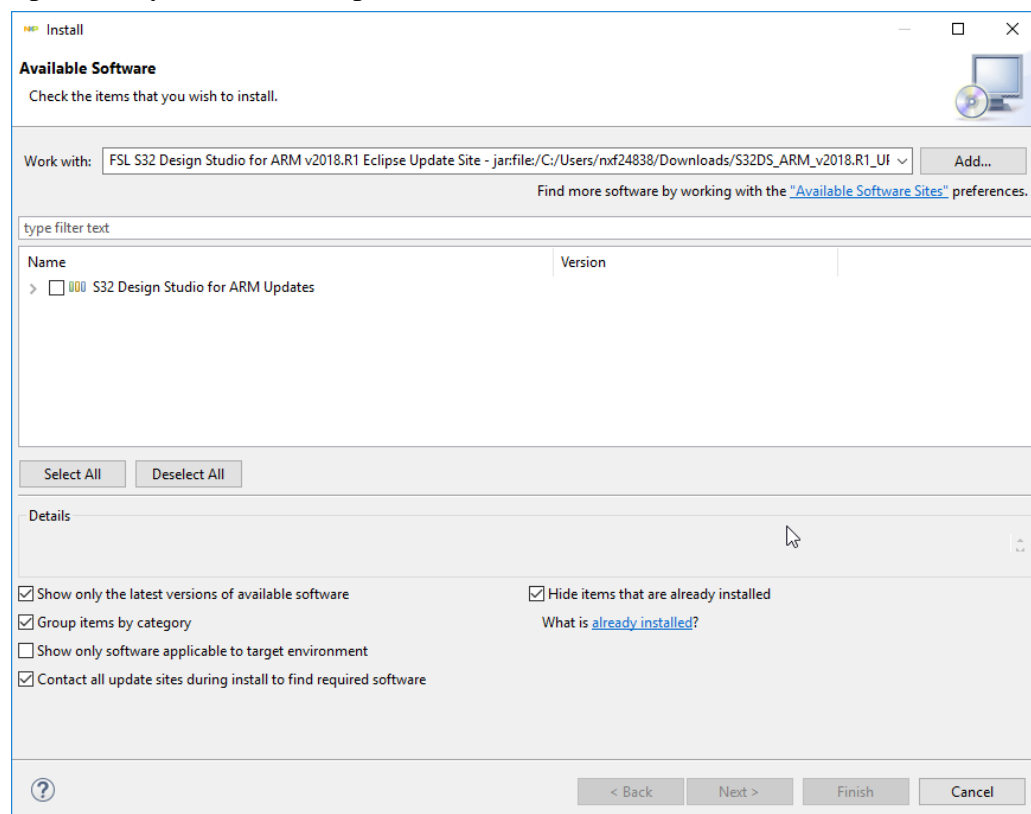 NXP Install
Available Software
Check the items that you wish to install.
Work with: FSL S32 Design Studio for ARM v2018.R1 Eclipse Update Site - jar:file:/C:/Users/nxf24838/Downloads/S32DS_ARM_v2018.R1_UF Add...
Find more software by working with the "Available Software Sites" preferences.
type filter text
Name Version
S32 Design Studio for ARM Updates
Select All Deselect All
Details
Show only the latest versions of available software Hide items that are already installed
Group items by category What is already installed?
Show only software applicable to target environment
Contact all update sites during install to find required software
? < Back Next > Finish Cancel